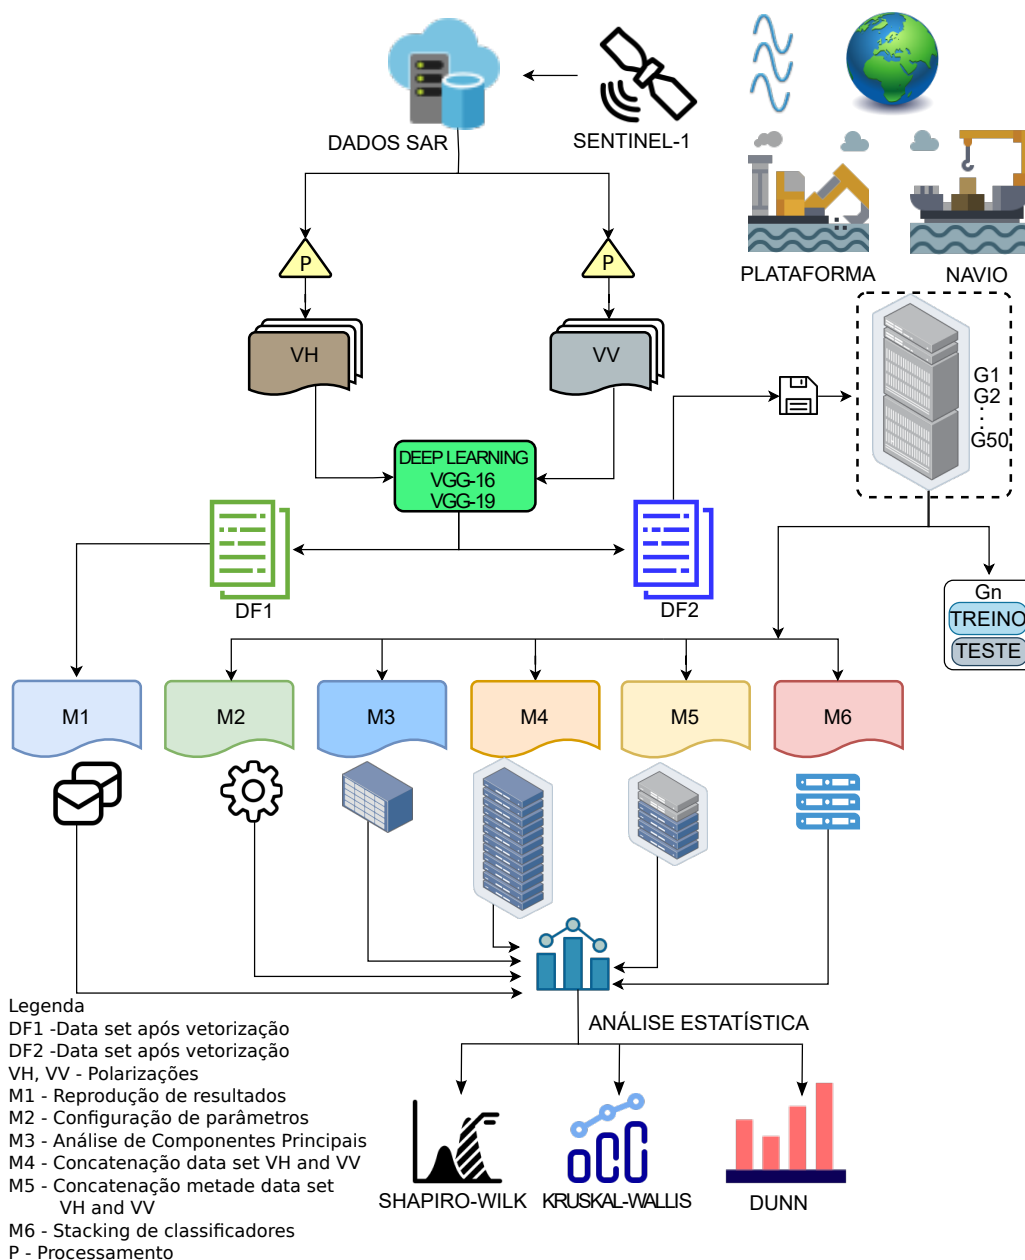 DADOS SAR
SENTINEL-1
PLATAFORMA
NAVIO
P
P
VH
VV
G1
G2
G50
DEEP LEARNING
VGG-16
VGG-19
DF1
DF2
Gn
TREINO
TESTE
M1
M2
M3
M4
M5
M6
ANÁLISE ESTATÍSTICA
SHAPIRO-WILK
KRUSKAL-WALLIS
DUNN
Legenda
DF1 -Data set após vetorização
DF2 -Data set após vetorização
VH, VV - Polarizações
M1 - Reprodução de resultados
M2 - Configuração de parâmetros
M3 - Análise de Componentes Principais
M4 - Concatenação data set VH and VV
M5 - Concatenação metade data set
VH and VV
M6 - Stacking de classificadores
P - Processamento